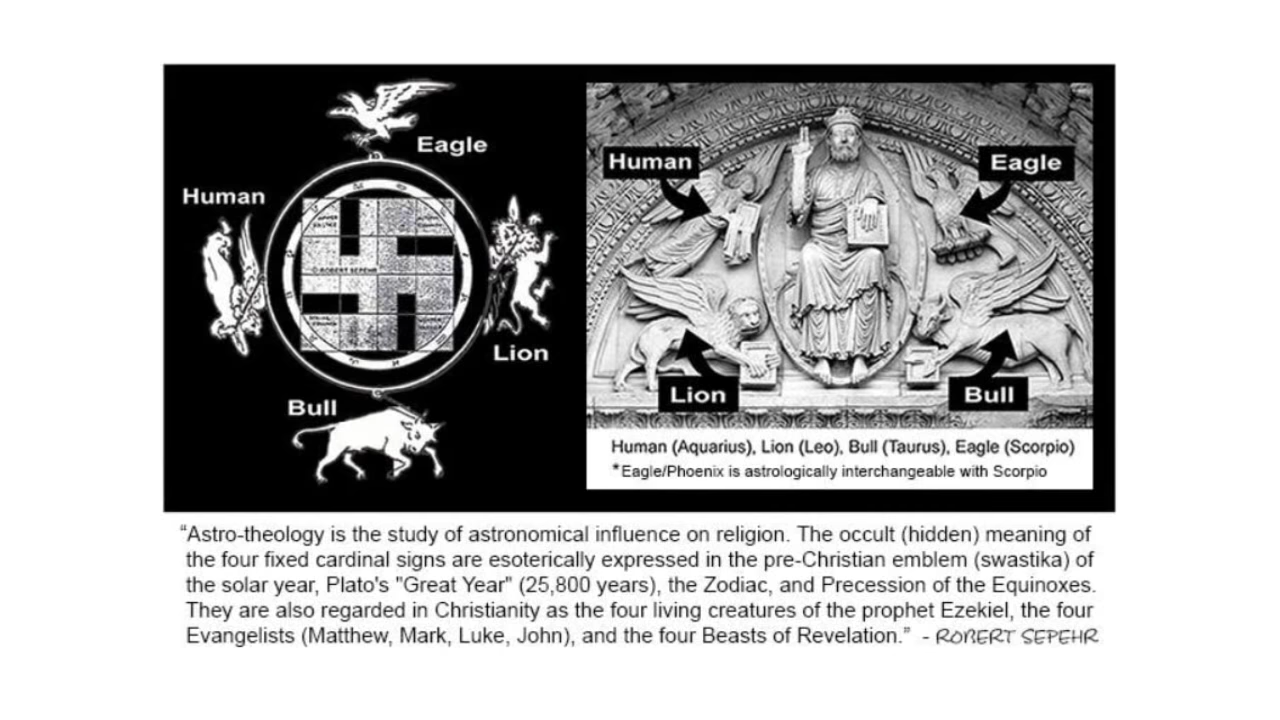 Eagle
Human
© ROBERT SEPEHR
Lion
Bull
Human
Eagle
Lion
Bull
Human (Aquarius), Lion (Leo), Bull (Taurus), Eagle (Scorpio)
*Eagle/Phoenix is astrologically interchangeable with Scorpio
“Astro-theology is the study of astronomical influence on religion. The occult (hidden) meaning of
the four fixed cardinal signs are esoterically expressed in the pre-Christian emblem (swastika) of
the solar year, Plato's "Great Year" (25,800 years), the Zodiac, and Precession of the Equinoxes.
They are also regarded in Christianity as the four living creatures of the prophet Ezekiel, the four
Evangelists (Matthew, Mark, Luke, John), and the four Beasts of Revelation.” - ROBERT SEPEHR